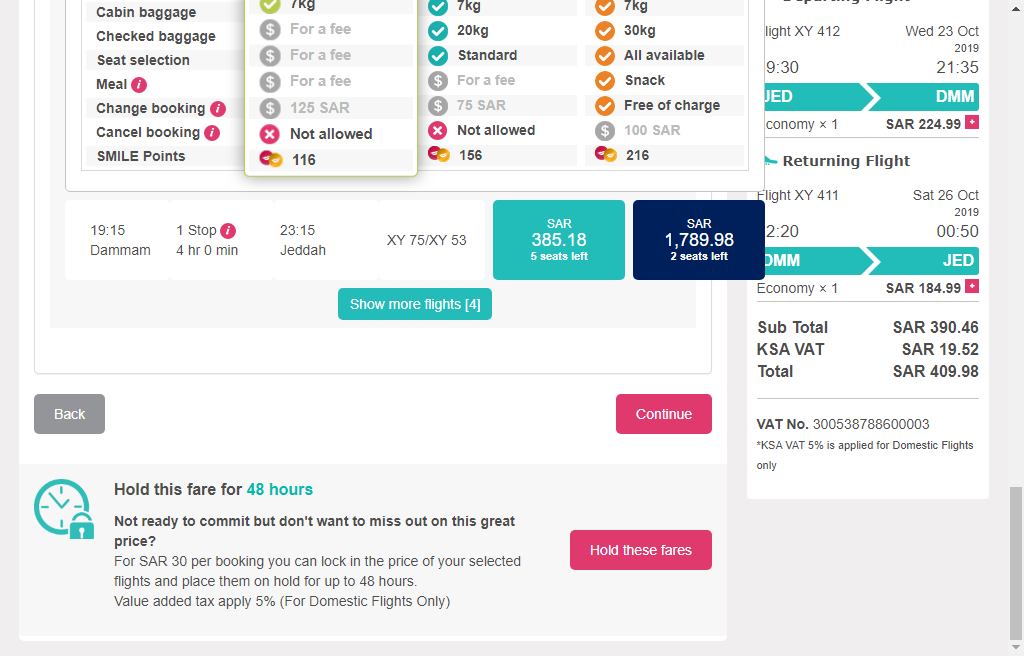 Cabin baggage
Checked baggage
Seat selection
Meal i
Change booking i
Cancel booking i
SMILE Points
7kg
$ For a fee
$ For a fee
$ For a fee
$ 125 SAR
Not allowed
116
7kg
20kg
Standard
$ For a fee
$ 75 SAR
Not allowed
156
7kg
30kg
All available
Snack
Free of charge
$ 100 SAR
216
19:15
Dammam
1 Stop i
4 hr 0 min
23:15
Jeddah
XY 75/XY 53
SAR
385.18
5 seats left
SAR
1,789.98
2 seats left
Show more flights [4]
Back
Continue
Hold this fare for 48 hours
Not ready to commit but don't want to miss out on this great
price?
For SAR 30 per booking you can lock in the price of your selected
flights and place them on hold for up to 48 hours.
Value added tax apply 5% (For Domestic Flights Only)
Hold these fares
Departing Flight
light XY 412 Wed 23 Oct
2019
9:30 21:35
JED DMM
conomy × 1 SAR 224.99 +
Returning Flight
Flight XY 411 Sat 26 Oct
2019
2:20 00:50
DMM JED
Economy × 1 SAR 184.99 +
Sub Total SAR 390.46
KSA VAT SAR 19.52
Total SAR 409.98
VAT No. 300538788600003
*KSA VAT 5% is applied for Domestic Flights
only